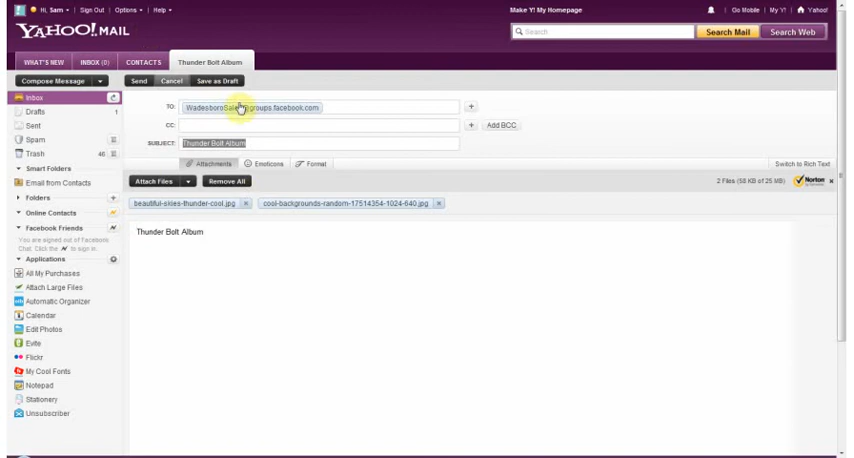 Hi, Sam Sign Out Options Help Make Y! My Homepage Go Mobile My Y! Yahoo!
YAHOO! MAIL
Search Search Mail Search Web
WHAT'S NEW INBOX (0) CONTACTS Thunder Bolt Album
Compose Message Send Cancel Save as Draft
Inbox
Drafts 1
Sent
Spam
Trash 46
Smart Folders
Email from Contacts
Folders
Online Contacts
Facebook Friends
You are signed out of Facebook
Chat. Click the to sign in.
Applications
All My Purchases
Attach Large Files
Automatic Organizer
Calendar
Edit Photos
Evite
Flickr
My Cool Fonts
Notepad
Stationery
Unsubscriber
TO: groups.facebook.com +
CC: + Add BCC
SUBJECT: Thunder Bolt Album
Attachments Emoticons Format Switch to Rich Text
Attach Files Remove All 2 Files (58 KB of 25 MB) Norton
beautiful-skies-thunder-cool.jpg x cool-backgrounds-random-17514354-1024-640.jpg x
Thunder Bolt Album